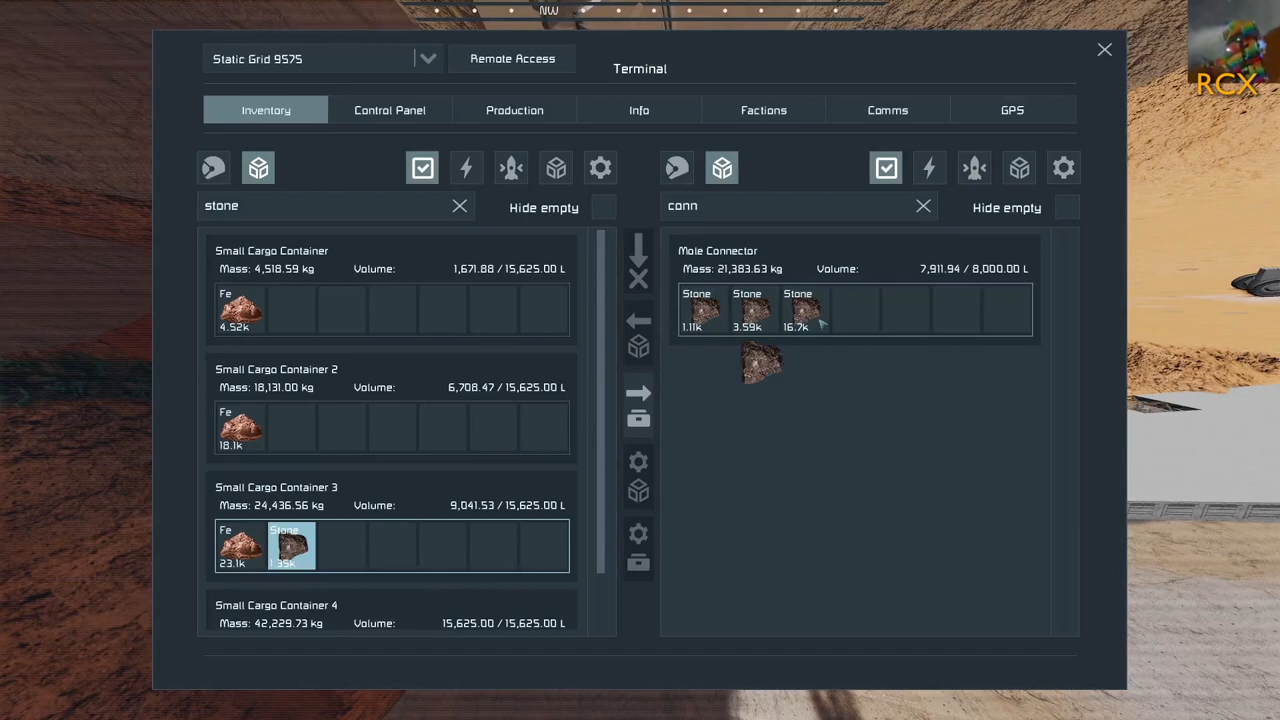 NW
RCX
Static Grid 9575
Remote Access
Terminal
Inventory
Control Panel
Production
Info
Factions
Comms
GPS
stone
Hide empty
conn
Hide empty
Small Cargo Container
Mass: 4,518.59 kg
Volume:
1,671.88 / 15,625.00 L
Fe
4.52k
Small Cargo Container 2
Mass: 18,131.00 kg
Volume:
6,708.47 / 15,625.00 L
Fe
18.1k
Small Cargo Container 3
Mass: 24,436.56 kg
Volume:
9,041.53 / 15,625.00 L
Fe
23.1k
Stone
1.35k
Small Cargo Container 4
Mass: 42,229.73 kg
Volume:
15,625.00 / 15,625.00 L
Mole Connector
Mass: 21,383.63 kg
Volume:
7,911.94 / 8,000.00 L
Stone
1.11k
Stone
3.59k
Stone
16.7k